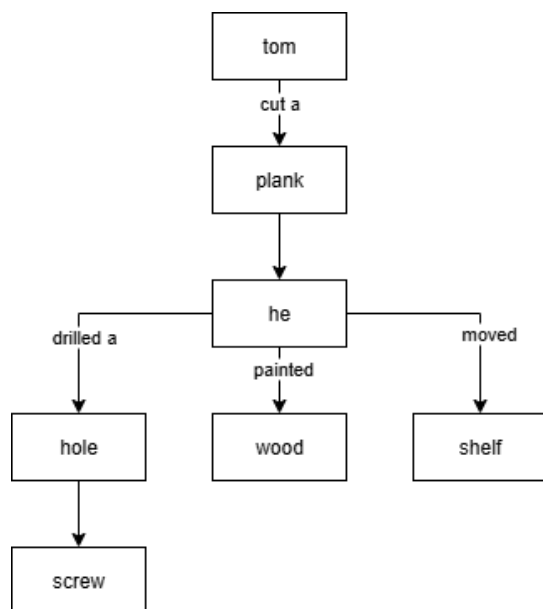 tom
cut a
plank
he
drilled a
painted
moved
hole
wood
shelf
screw